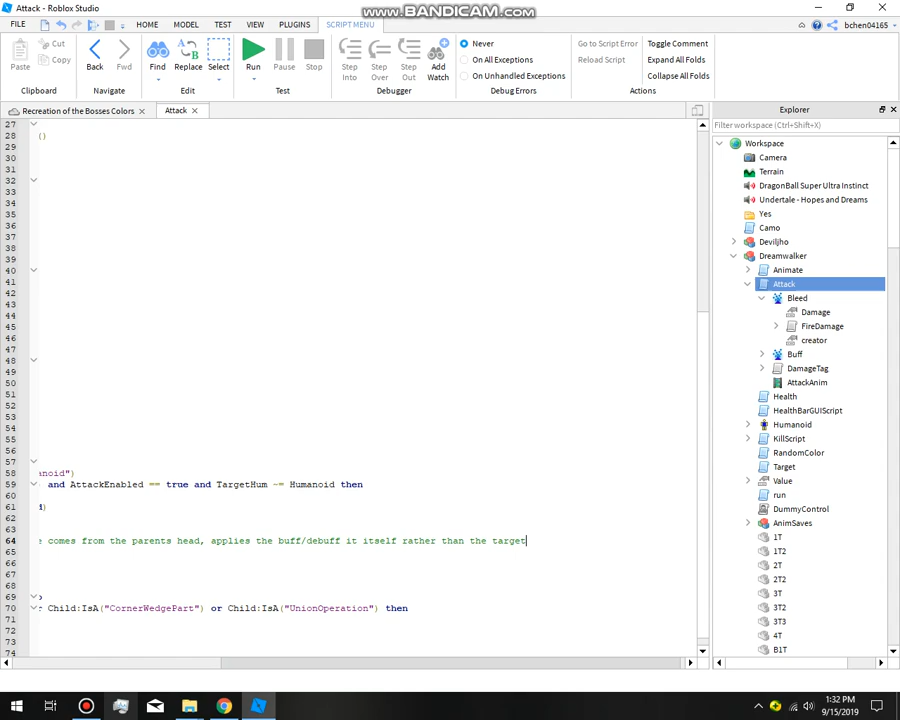 Attack - Roblox Studio
www.BANDICAM.com
FILE HOME MODEL TEST VIEW PLUGINS SCRIPT MENU bchen04165
Paste Cut Copy Back Fwd Find Replace Select Run Pause Stop Step Into Step Over Step Out Add Watch Never On All Exceptions On Unhandled Exceptions Go to Script Error Reload Script Toggle Comment Expand All Folds Collapse All Folds
Clipboard Navigate Edit Test Debugger Debug Errors Actions
Recreation of the Bosses Colors Attack Explorer
Filter workspace (Ctrl+Shift+X)
27
28 ()
29
30
31
32
33
34
35
36
37
38
39
40
41
42
43
44
45
46
47
48
49
50
51
52
53
54
55
56
57
58 anoid")
59 and AttackEnabled == true and TargetHum ~= Humanoid then
60
61 )
62
63
64 e comes from the parents head, applies the buff/debuff it itself rather than the target
65
66
67
68
69
70 r Child:IsA("CornerWedgePart") or Child:IsA("UnionOperation") then
71
72
73
74
Workspace
Camera
Terrain
DragonBall Super Ultra Instinct
Undertale - Hopes and Dreams
Yes
Camo
Deviljho
Dreamwalker
Animate
Attack
Bleed
Damage
FireDamage
creator
Buff
DamageTag
AttackAnim
Health
HealthBarGUIScript
Humanoid
KillScript
RandomColor
Target
Value
run
DummyControl
AnimSaves
1T
1T2
2T
2T2
3T
3T2
3T3
4T
B1T
1:32 PM
9/15/2019